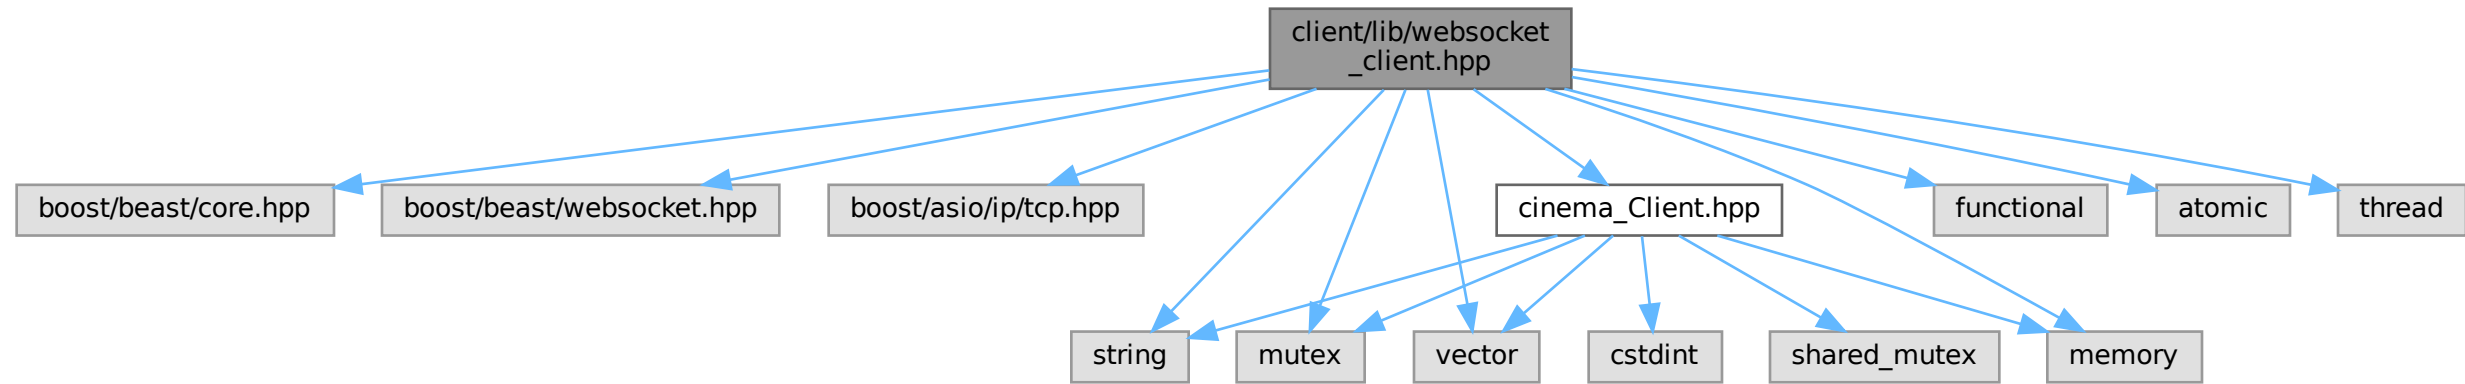 client/lib/websocket
_client.hpp
boost/beast/core.hpp
boost/beast/websocket.hpp
boost/asio/ip/tcp.hpp
cinema_Client.hpp
functional
atomic
thread
string
mutex
vector
cstdint
shared_mutex
memory